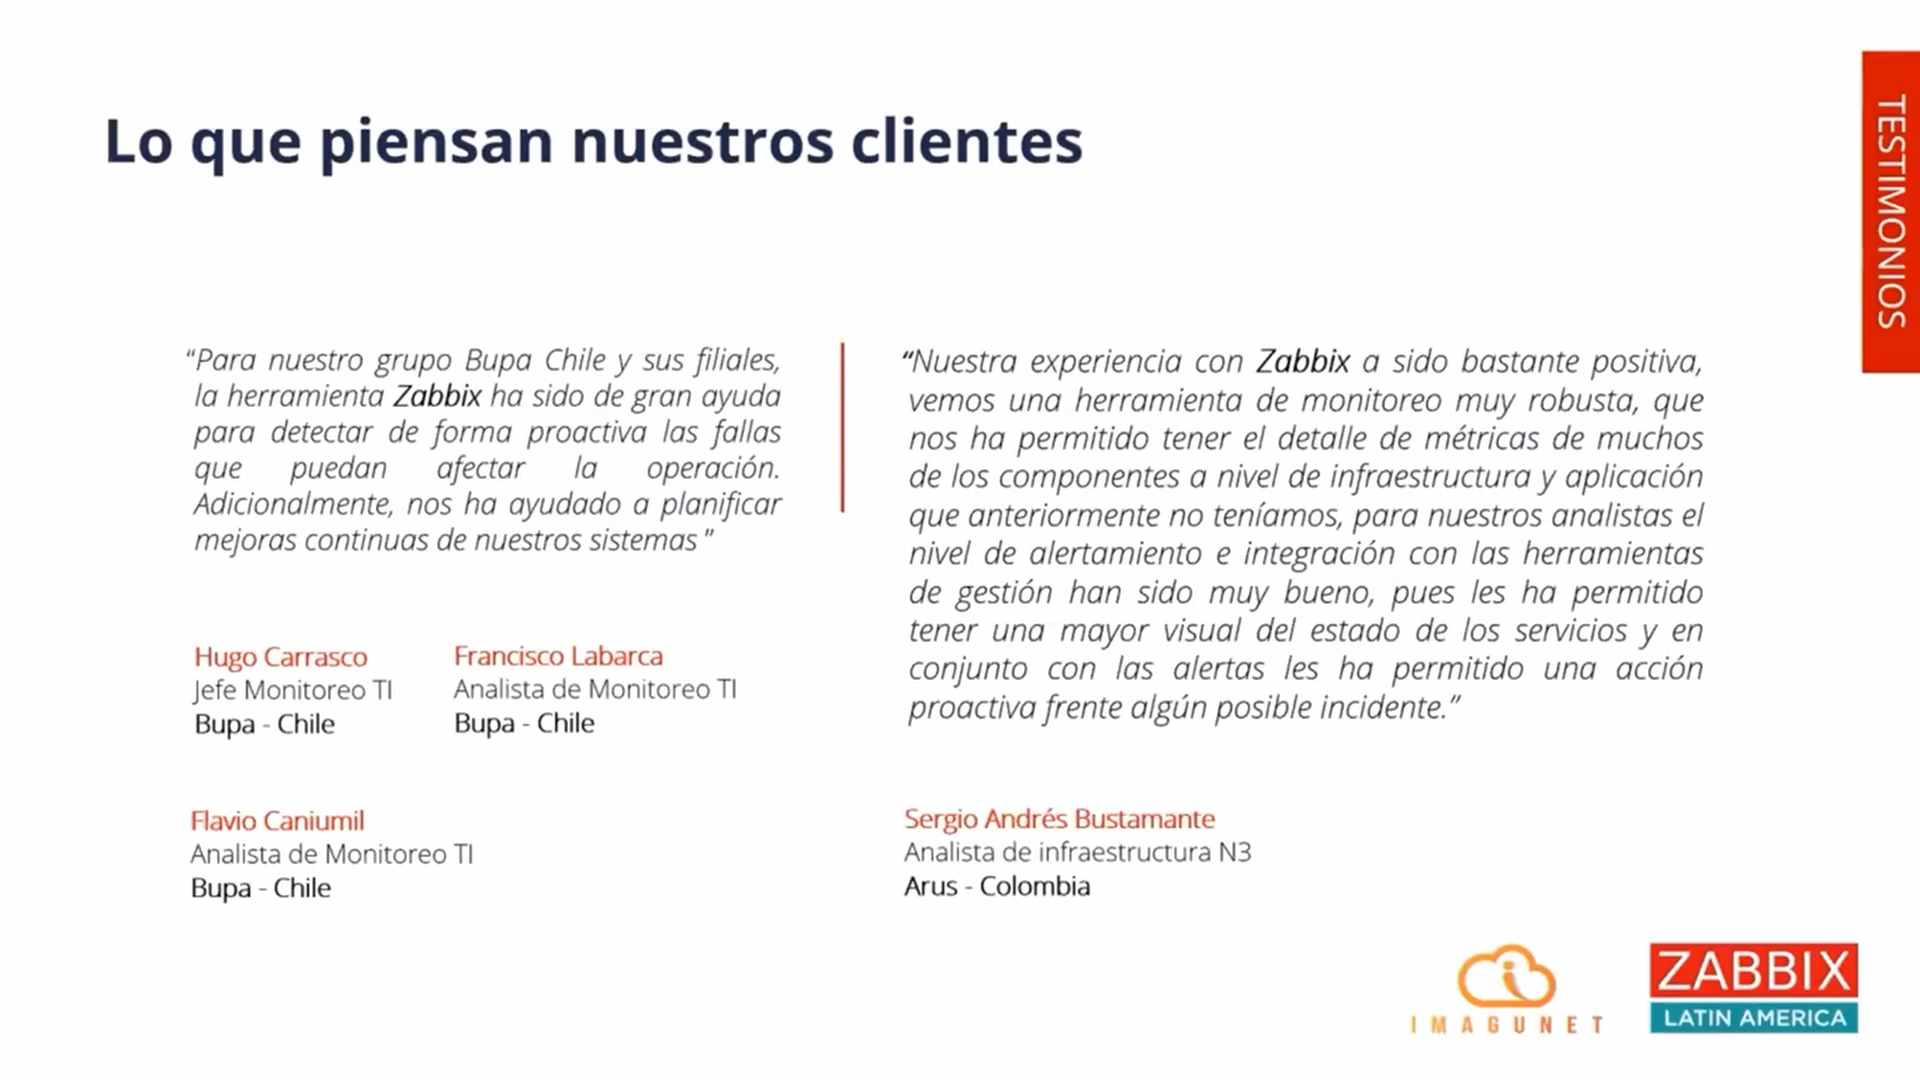 Lo que piensan nuestros clientes
TESTIMONIOS
“Para nuestro grupo Bupa Chile y sus filiales,
la herramienta Zabbix ha sido de gran ayuda
para detectar de forma proactiva las fallas
que puedan afectar la operación.
Adicionalmente, nos ha ayudado a planificar
mejoras continuas de nuestros sistemas ”
Hugo Carrasco
Jefe Monitoreo TI
Bupa - Chile
Francisco Labarca
Analista de Monitoreo TI
Bupa - Chile
Flavio Caniumil
Analista de Monitoreo TI
Bupa - Chile
“Nuestra experiencia con Zabbix a sido bastante positiva,
vemos una herramienta de monitoreo muy robusta, que
nos ha permitido tener el detalle de métricas de muchos
de los componentes a nivel de infraestructura y aplicación
que anteriormente no teníamos, para nuestros analistas el
nivel de alertamiento e integración con las herramientas
de gestión han sido muy bueno, pues les ha permitido
tener una mayor visual del estado de los servicios y en
conjunto con las alertas les ha permitido una acción
proactiva frente algún posible incidente.”
Sergio Andrés Bustamante
Analista de infraestructura N3
Arus - Colombia
IMAGUNET
ZABBIX
LATIN AMERICA